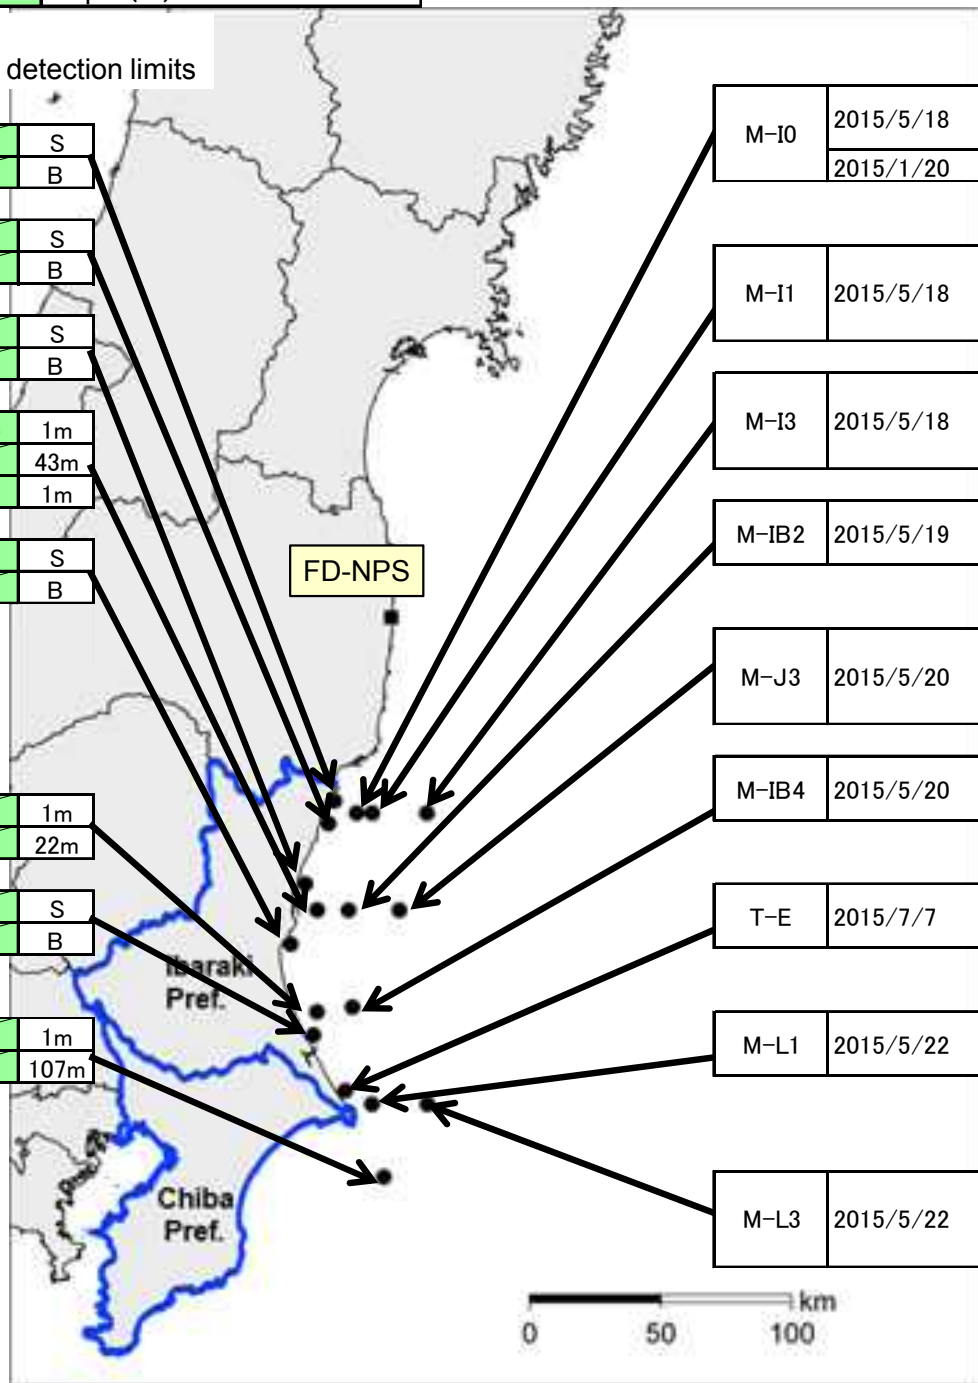 detection limits
S
B
S
B
S
B
1m
43m
1m
S
B
1m
22m
S
B
1m
107m
FD-NPS
Ibaraki
Pref.
Chiba
Pref.
M-I0 2015/5/18
2015/1/20
M-I1 2015/5/18
M-I3 2015/5/18
M-IB2 2015/5/19
M-J3 2015/5/20
M-IB4 2015/5/20
T-E 2015/7/7
M-L1 2015/5/22
M-L3 2015/5/22
km
0 50 100